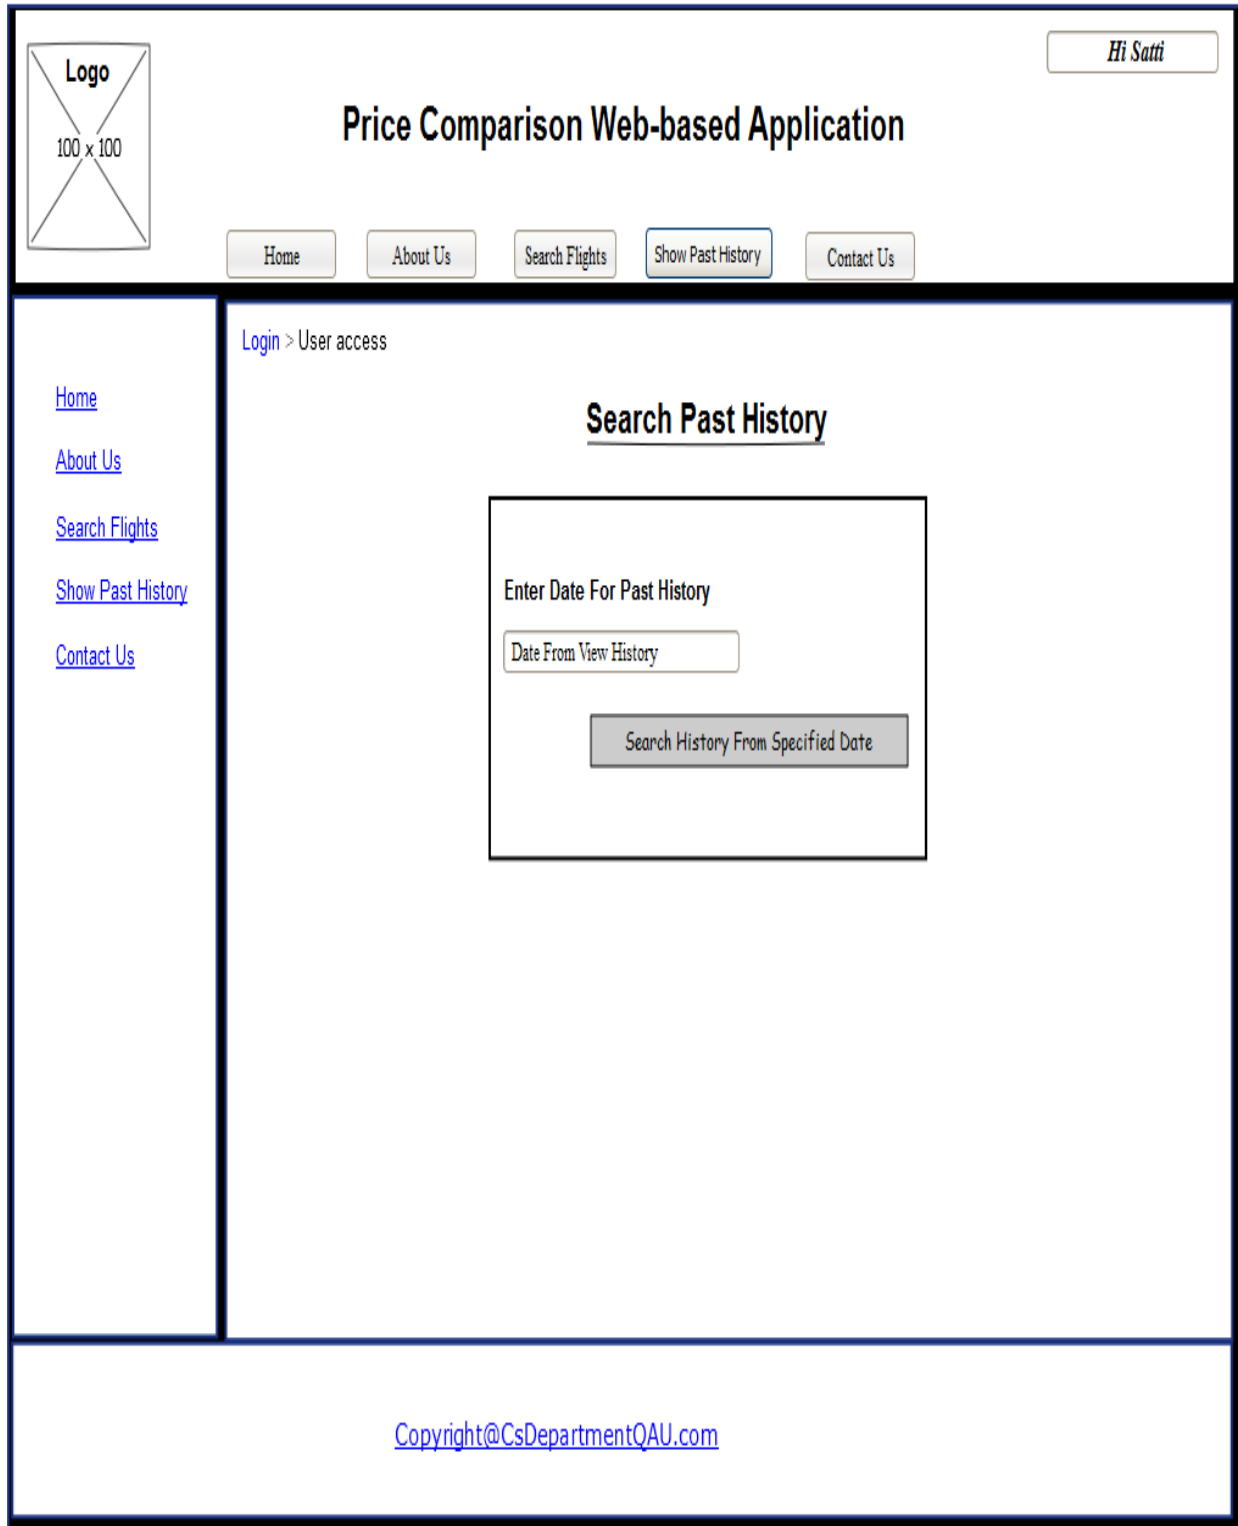 Logo
100 x 100
Hi Satti
Price Comparison Web-based Application
Home
About Us
Search Flights
Show Past History
Contact Us
Home
About Us
Search Flights
Show Past History
Contact Us
Login > User access
Search Past History
Enter Date For Past History
Date From View History
Search History From Specified Date
Copyright@CsDepartmentQAU.com